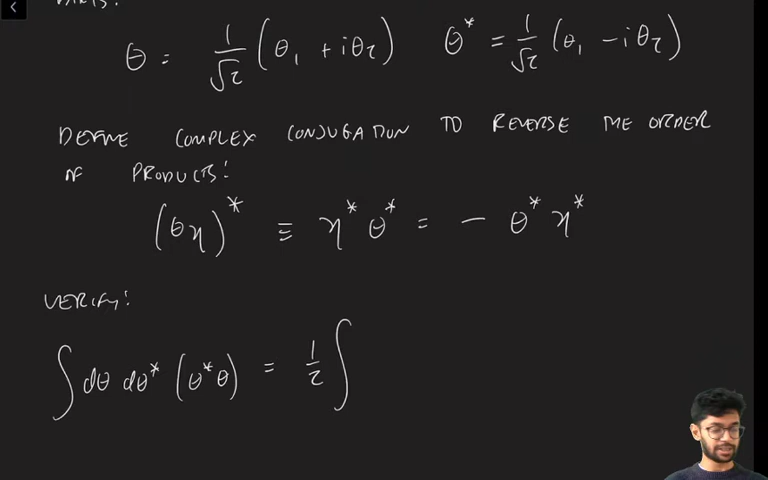 θ = 1/√2 (θ₁ + iθ₂) θ* = 1/√2 (θ₁ - iθ₂)
DEFINE COMPLEX CONJUGATION TO REVERSE THE ORDER
OF PRODUCTS:
(θη)* ≡ η* θ* = - θ* η*
VERIFY:
∫ dθ dθ* (θ*θ) = 1/2 ∫